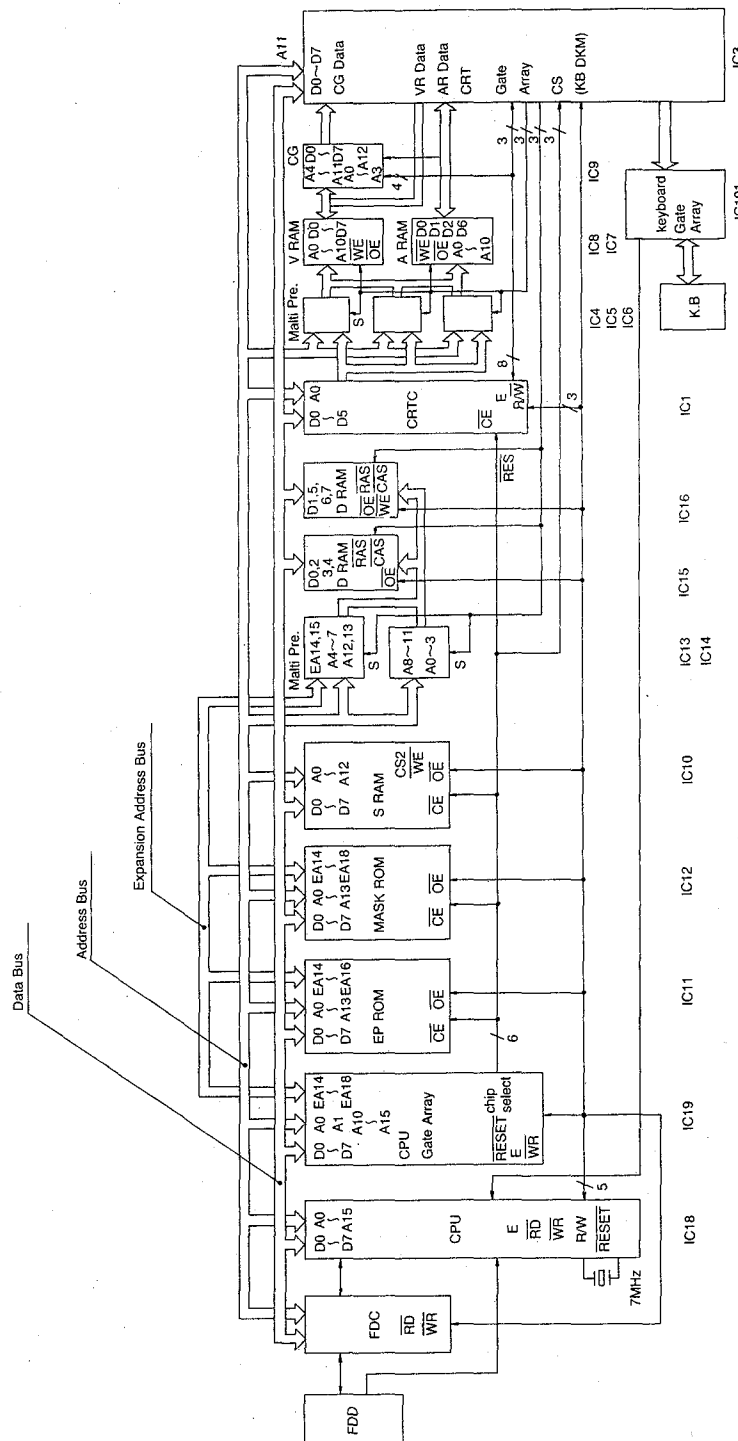 Data Bus
Address Bus
Expansion Address Bus
FDD
FDC
RD
WR
D0 A0
∼ ∼
D7 A15
CPU
E
RD
WR
R/W
RESET
7MHz
5
IC18
D0 A0 EA14
∼ A1 ∼
D7 A10 EA18
∼
A15
CPU
Gate Array
RESET chip
E select
WR
IC19
6
D0 A0 EA14
∼ ∼ ∼
D7 A13 EA16
EP ROM
CE OE
IC11
D0 A0 EA14
∼ ∼ ∼
D7 A13 EA18
MASK ROM
CE OE
IC12
D0 A0
∼ ∼
D7 A12
S RAM
CS2
WE
CE OE
IC10
Malti Pre.
EA14,15
A4∼7
A12,13
S
A8∼11
A0∼3
S
IC13
IC14
D0,2
3,4
D RAM
RAS
CAS
OE
IC15
D1,5,
6,7
D RAM
OE RAS
WE CAS
IC16
RES
D0 A0
∼
D5
CRTC
CE E
R/W
3
8
IC1
Malti Pre.
S
IC4
IC5
IC6
V RAM
A0 D0
∼ ∼
A10 D7
WE
OE
A RAM
WE D0
OE D1
D2
A0 D6
∼
A10
IC8
IC7
CG
A4 D0
∼ ∼
A11 D7
A0
∼ A12
A3
4
IC9
A11
D0∼D7
CG Data
VR Data
AR Data
CRT
Gate
Array
CS
(KB DKM)
3
3
3
3
IC3
keyboard
Gate
Array
IC101
K.B